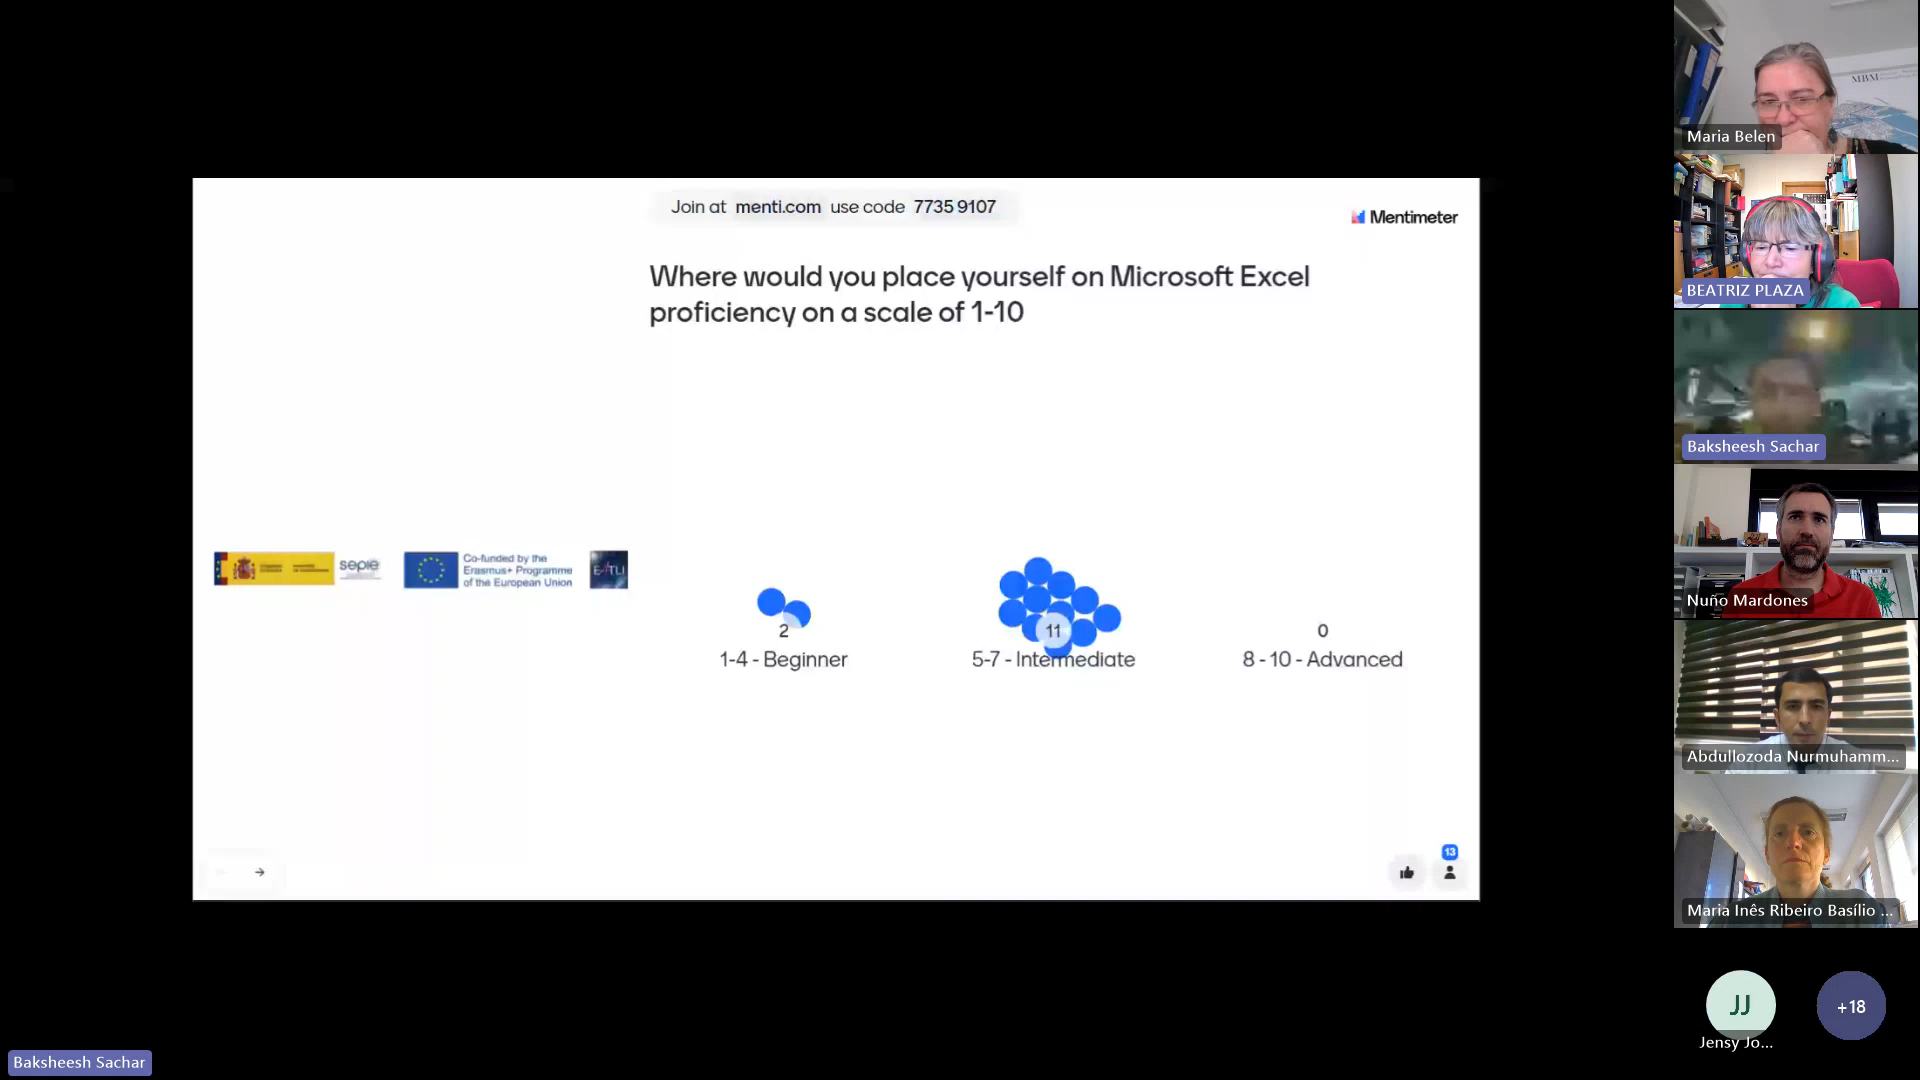 Join at menti.com use code 7735 9107
Mentimeter
Where would you place yourself on Microsoft Excel
proficiency on a scale of 1-10
sepie
Co-funded by the
Erasmus+ Programme
of the European Union
2
1-4 - Beginner
11
5-7 - Intermediate
0
8 - 10 - Advanced
13
MBM
Maria Belen
BEATRIZ PLAZA
Baksheesh Sachar
Nuño Mardones
Abdullozoda Nurmuhamm...
Maria Inês Ribeiro Basílio ...
JJ
Jensy Jo...
+18
Baksheesh Sachar